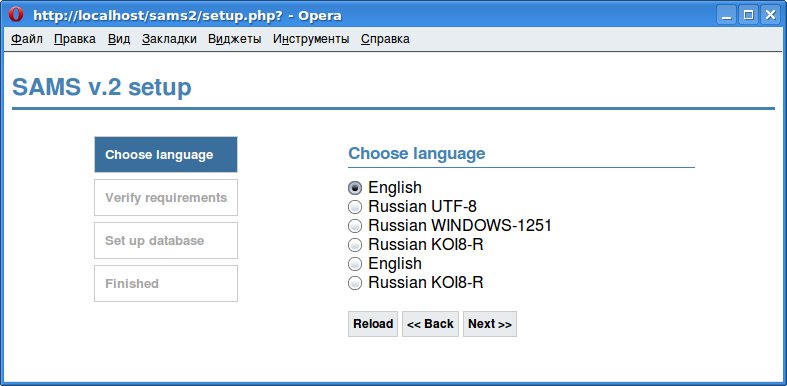 http://localhost/sams2/setup.php? - Opera
Файл Правка Вид Закладки Виджеты Инструменты Справка
SAMS v.2 setup
Choose language
Verify requirements
Set up database
Finished
Choose language
English
Russian UTF-8
Russian WINDOWS-1251
Russian KOI8-R
English
Russian KOI8-R
Reload << Back Next >>